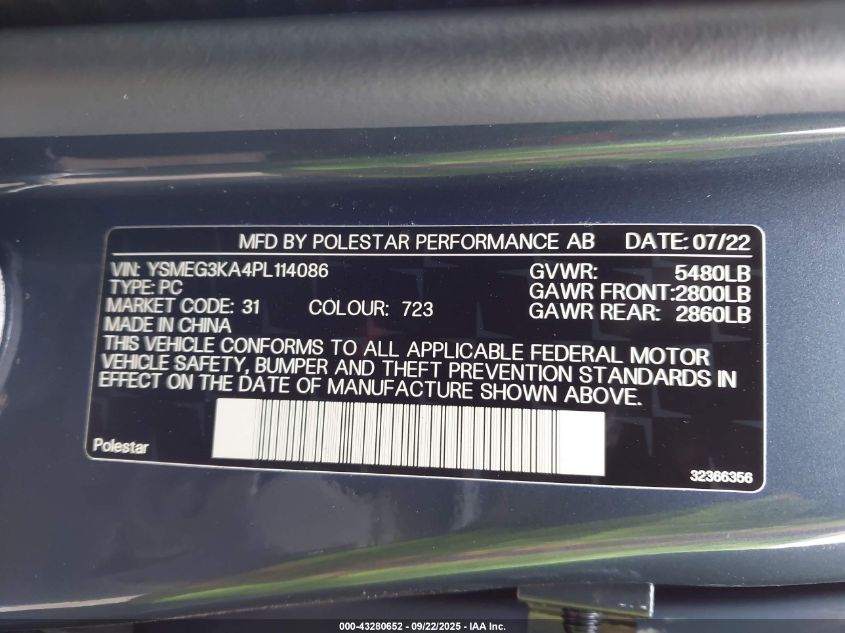 MFD BY POLESTAR PERFORMANCE AB DATE: 07/22
VIN: YSMEG3KA4PL114086 GVWR: 5480LB
TYPE: PC GAWR FRONT:2800LB
MARKET CODE: 31 COLOUR: 723 GAWR REAR: 2860LB
MADE IN CHINA
THIS VEHICLE CONFORMS TO ALL APPLICABLE FEDERAL MOTOR
VEHICLE SAFETY, BUMPER AND THEFT PREVENTION STANDARDS IN
EFFECT ON THE DATE OF MANUFACTURE SHOWN ABOVE.
Polestar 32366356
000-43280652 - 09/22/2025 - IAA Inc.